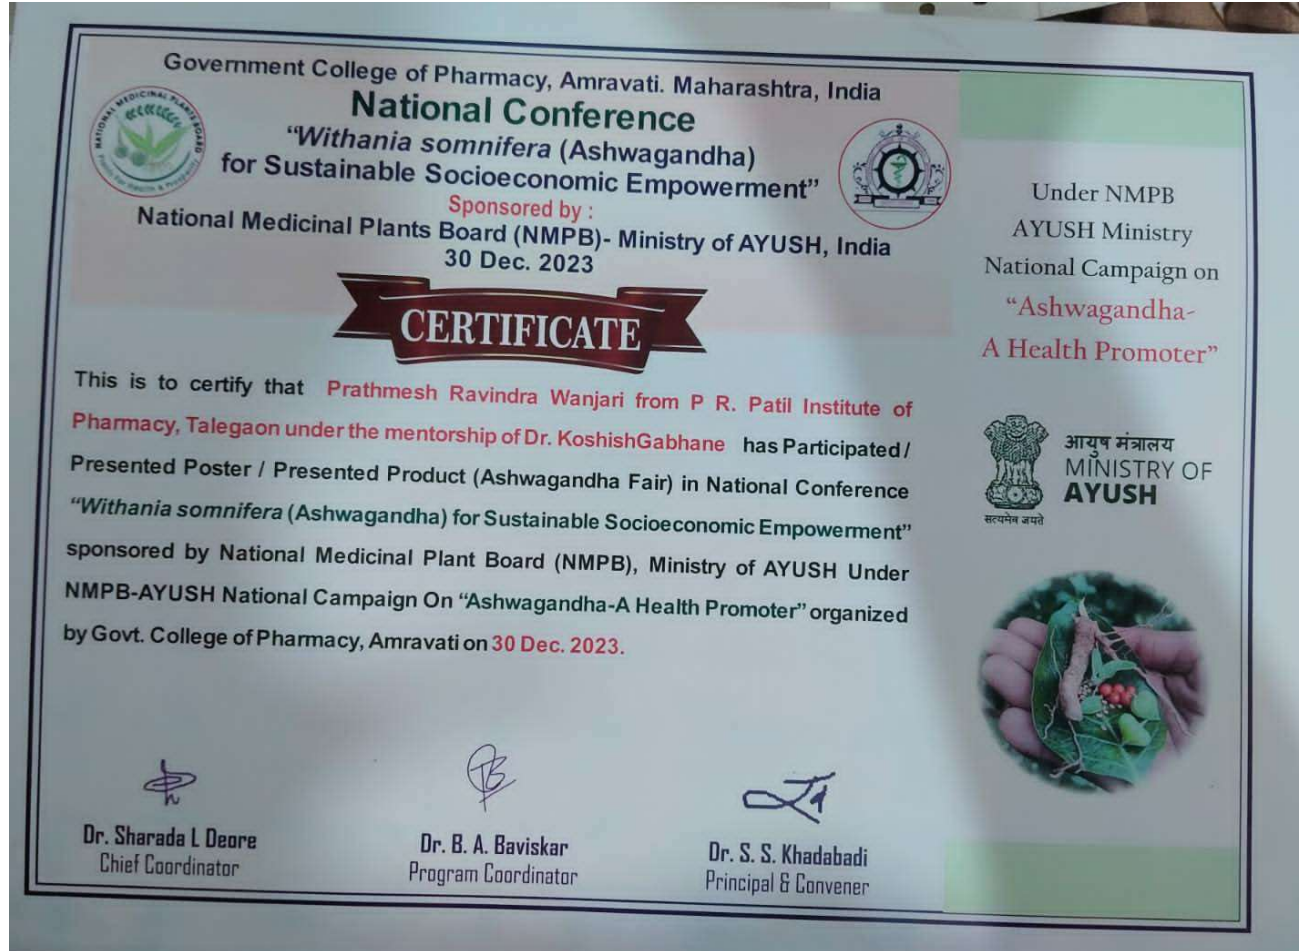 Government College of Pharmacy, Amravati. Maharashtra, India
National Conference
“Withania somnifera (Ashwagandha)
for Sustainable Socioeconomic Empowerment”
Sponsored by :
National Medicinal Plants Board (NMPB)- Ministry of AYUSH, India
30 Dec. 2023
NATIONAL MEDICINAL PLANTS BOARD
CERTIFICATE
This is to certify that Prathmesh Ravindra Wanjari from P R. Patil Institute of
Pharmacy, Talegaon under the mentorship of Dr. KoshishGabhane has Participated /
Presented Poster / Presented Product (Ashwagandha Fair) in National Conference
“Withania somnifera (Ashwagandha) for Sustainable Socioeconomic Empowerment”
sponsored by National Medicinal Plant Board (NMPB), Ministry of AYUSH Under
NMPB-AYUSH National Campaign On “Ashwagandha-A Health Promoter” organized
by Govt. College of Pharmacy, Amravati on 30 Dec. 2023.
Dr. Sharada L Deore
Chief Coordinator
Dr. B. A. Baviskar
Program Coordinator
Dr. S. S. Khadabadi
Principal & Convener
Under NMPB
AYUSH Ministry
National Campaign on
“Ashwagandha-
A Health Promoter”
आयुष मंत्रालय
MINISTRY OF
AYUSH
सत्यमेव जयते